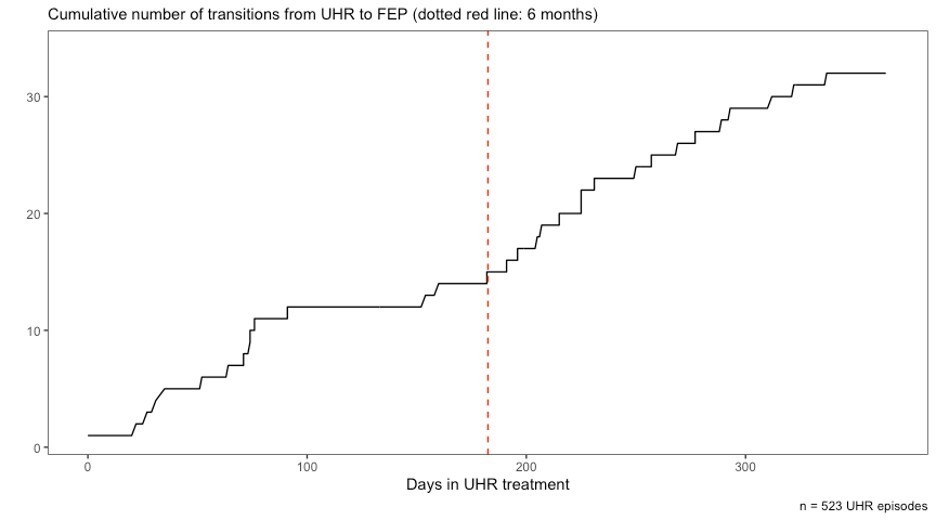 Cumulative number of transitions from UHR to FEP (dotted red line: 6 months)
30
20
10
0
0 100 200 300
Days in UHR treatment
n = 523 UHR episodes